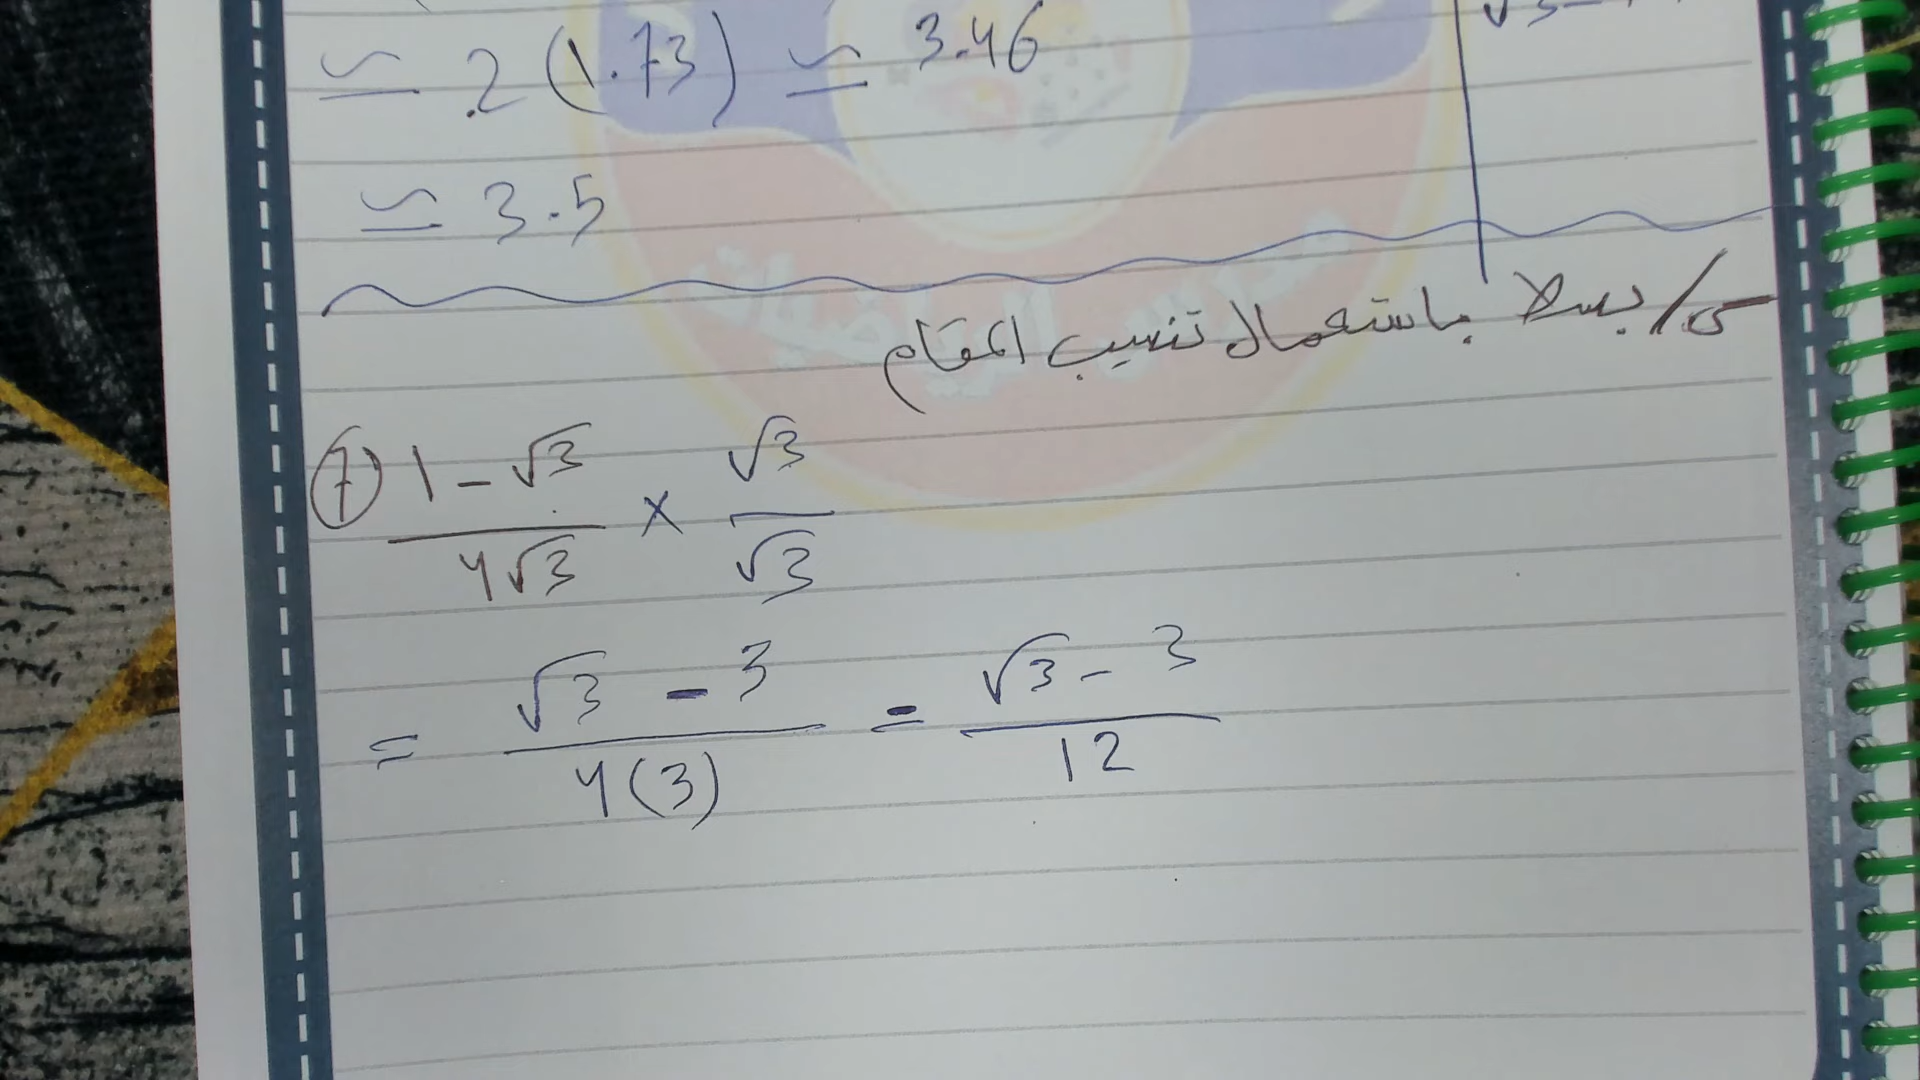 ≃ 2 (1.73) ≃ 3.46
≃ 3.5
س/ بسط باستعمال تنسيب المقام
⑦ (1 - √3)/(4√3) × √3/√3
= (√3 - 3)/(4(3)) = (√3 - 3)/12